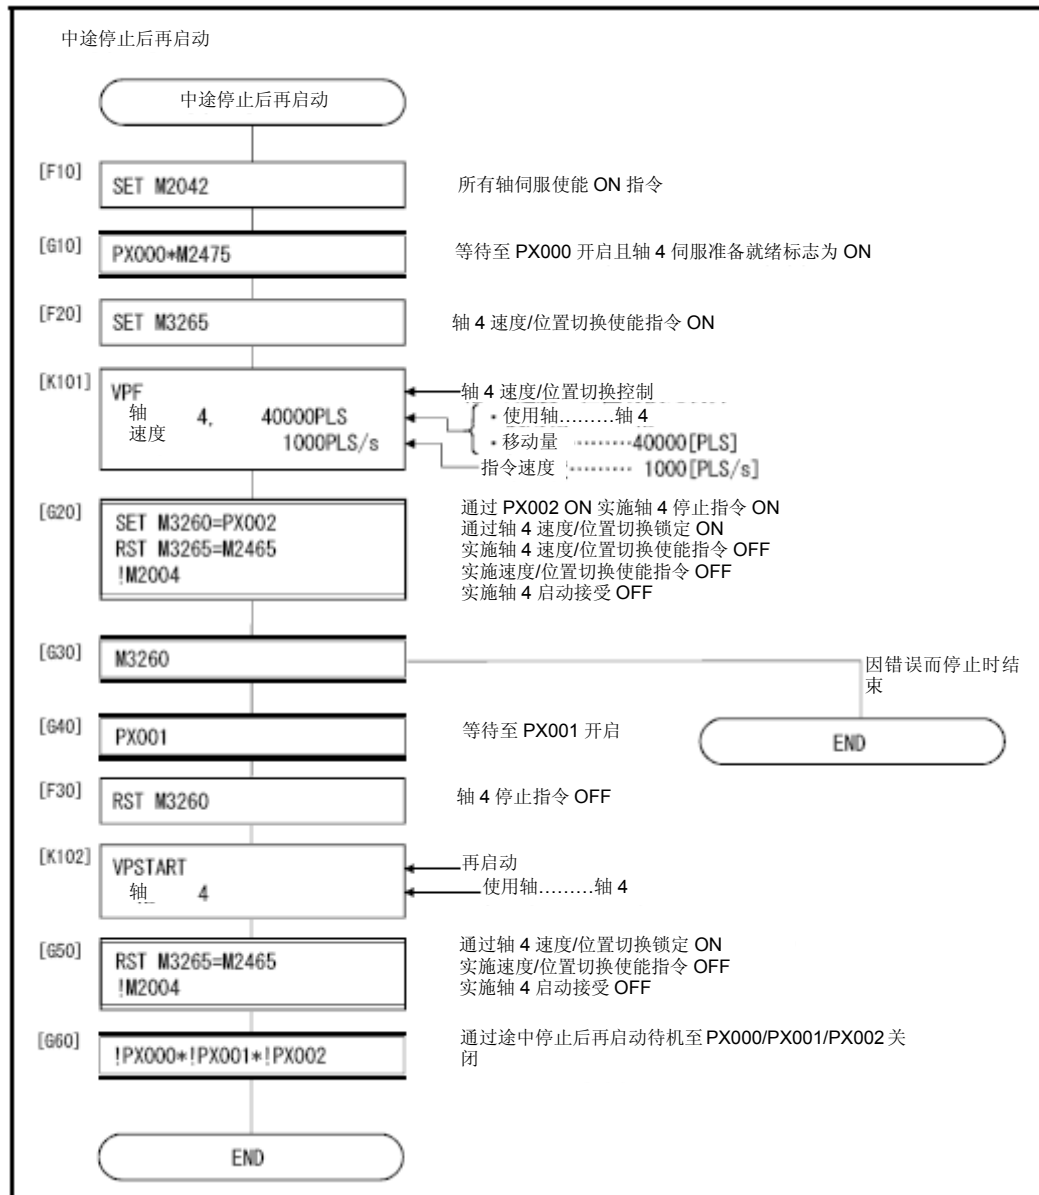 中途停止后再启动
中途停止后再启动
[F10]
SET M2042
所有轴伺服使能 ON 指令
[G10]
PX000*M2475
等待至 PX000 开启且轴 4 伺服准备就绪标志为 ON
[F20]
SET M3265
轴 4 速度/位置切换使能指令 ON
[K101]
VPF
轴 4, 40000PLS
速度 1000PLS/s
轴 4 速度/位置切换控制
・使用轴………轴 4
・移动量 ………40000[PLS]
指令速度 ……… 1000[PLS/s]
[G20]
SET M3260=PX002
RST M3265=M2465
!M2004
通过 PX002 ON 实施轴 4 停止指令 ON
通过轴 4 速度/位置切换锁定 ON
实施轴 4 速度/位置切换使能指令 OFF
实施速度/位置切换使能指令 OFF
实施轴 4 启动接受 OFF
[G30]
M3260
因错误而停止时结
束
[G40]
PX001
等待至 PX001 开启
END
[F30]
RST M3260
轴 4 停止指令 OFF
[K102]
VPSTART
轴 4
再启动
使用轴………轴 4
[G50]
RST M3265=M2465
!M2004
通过轴 4 速度/位置切换锁定 ON
实施速度/位置切换使能指令 OFF
实施轴 4 启动接受 OFF
[G60]
!PX000*!PX001*!PX002
通过途中停止后再启动待机至 PX000/PX001/PX002 关
闭
END